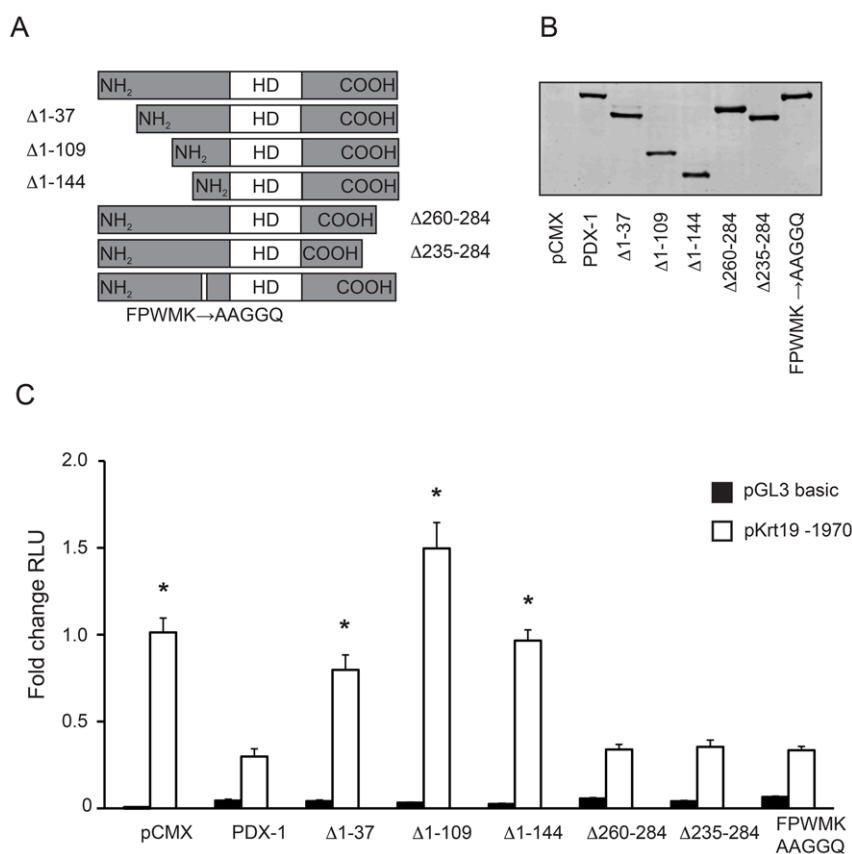 A
NH2 HD COOH
Δ1-37 NH2 HD COOH
Δ1-109 NH2 HD COOH
Δ1-144 NH2 HD COOH
NH2 HD COOH Δ260-284
NH2 HD COOH Δ235-284
NH2 HD COOH
FPWMK→AAGGQ
B
pCMX
PDX-1
Δ1-37
Δ1-109
Δ1-144
Δ260-284
Δ235-284
FPWMK→AAGGQ
C
Fold change RLU
2.0
1.5
1.0
0.5
0
* * * *
pGL3 basic
pKrt19 -1970
pCMX PDX-1 Δ1-37 Δ1-109 Δ1-144 Δ260-284 Δ235-284 FPWMK
AAGGQ